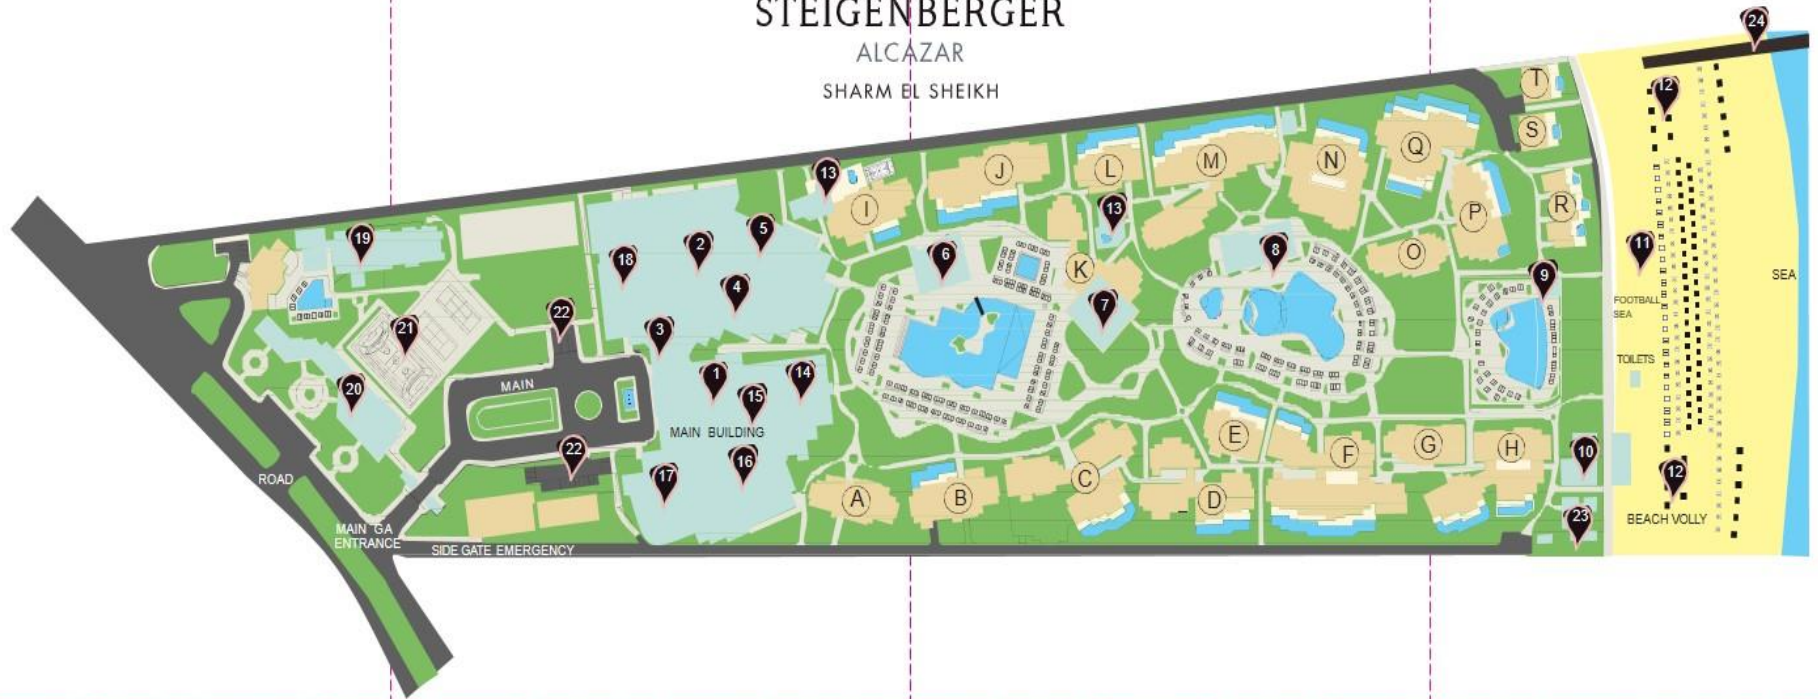 STEIGENBERGER
ALCAZAR
SHARM EL SHEIKH
24
T
12
S
Q
N
M
L
J
13
I
13
R
P
O
5
2
19
18
6
8
11
K
9
SEA
4
7
FOOTBALL
SEA
22
3
21
TOILETS
1
14
15
20
MAIN
MAIN BUILDING
E
F
G
H
22
16
17
10
12
C
A
B
D
ROAD
23
BEACH VOLLY
MAIN GA
ENTRANCE
SIDE GATE EMERGENCY